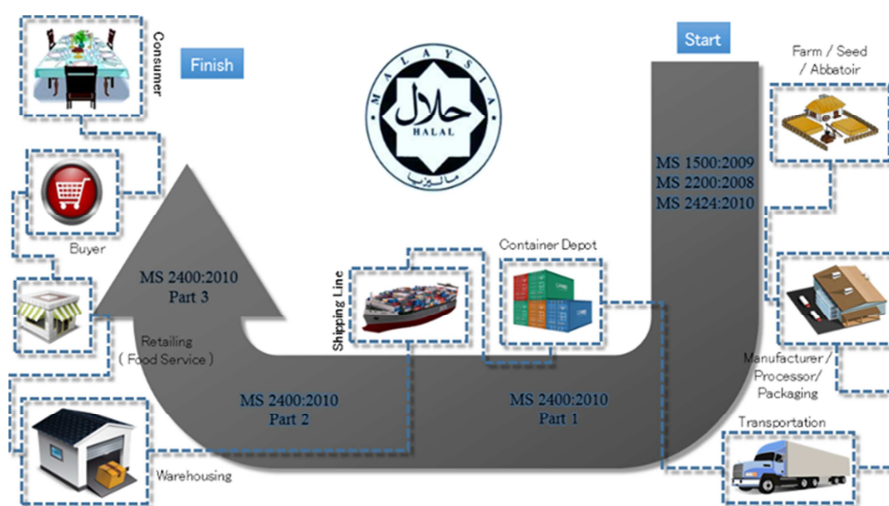 Start
Farm / Seed
/ Abbatoir
MS 1500:2009
MS 2200:2008
MS 2424:2010
Manufacturer /
Processor/
Packaging
Transportation
MS 2400:2010
Part 1
Container Depot
Shipping Line
MS 2400:2010
Part 2
Warehousing
MS 2400:2010
Part 3
Retailing
( Food Service )
Buyer
Consumer
Finish
MALAYSIA
حلال
HALAL
ماليزيا